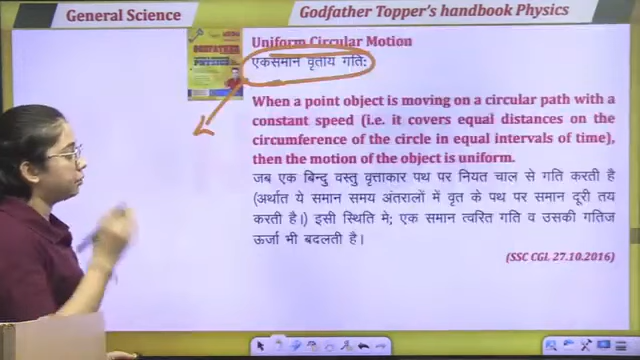 General Science
Godfather Topper's handbook Physics
Uniform Circular Motion
एकसमान वृतीय गति:
When a point object is moving on a circular path with a
constant speed (i.e. it covers equal distances on the
circumference of the circle in equal intervals of time),
then the motion of the object is uniform.
जब एक बिन्दु वस्तु वृत्ताकार पथ पर नियत चाल से गति करती है
(अर्थात ये समान समय अंतरालों में वृत के पथ पर समान दूरी तय
करती है।) इसी स्थिति मे; एक समान त्वरित गति व उसकी गतिज
ऊर्जा भी बदलती है।
(SSC CGL 27.10.2016)